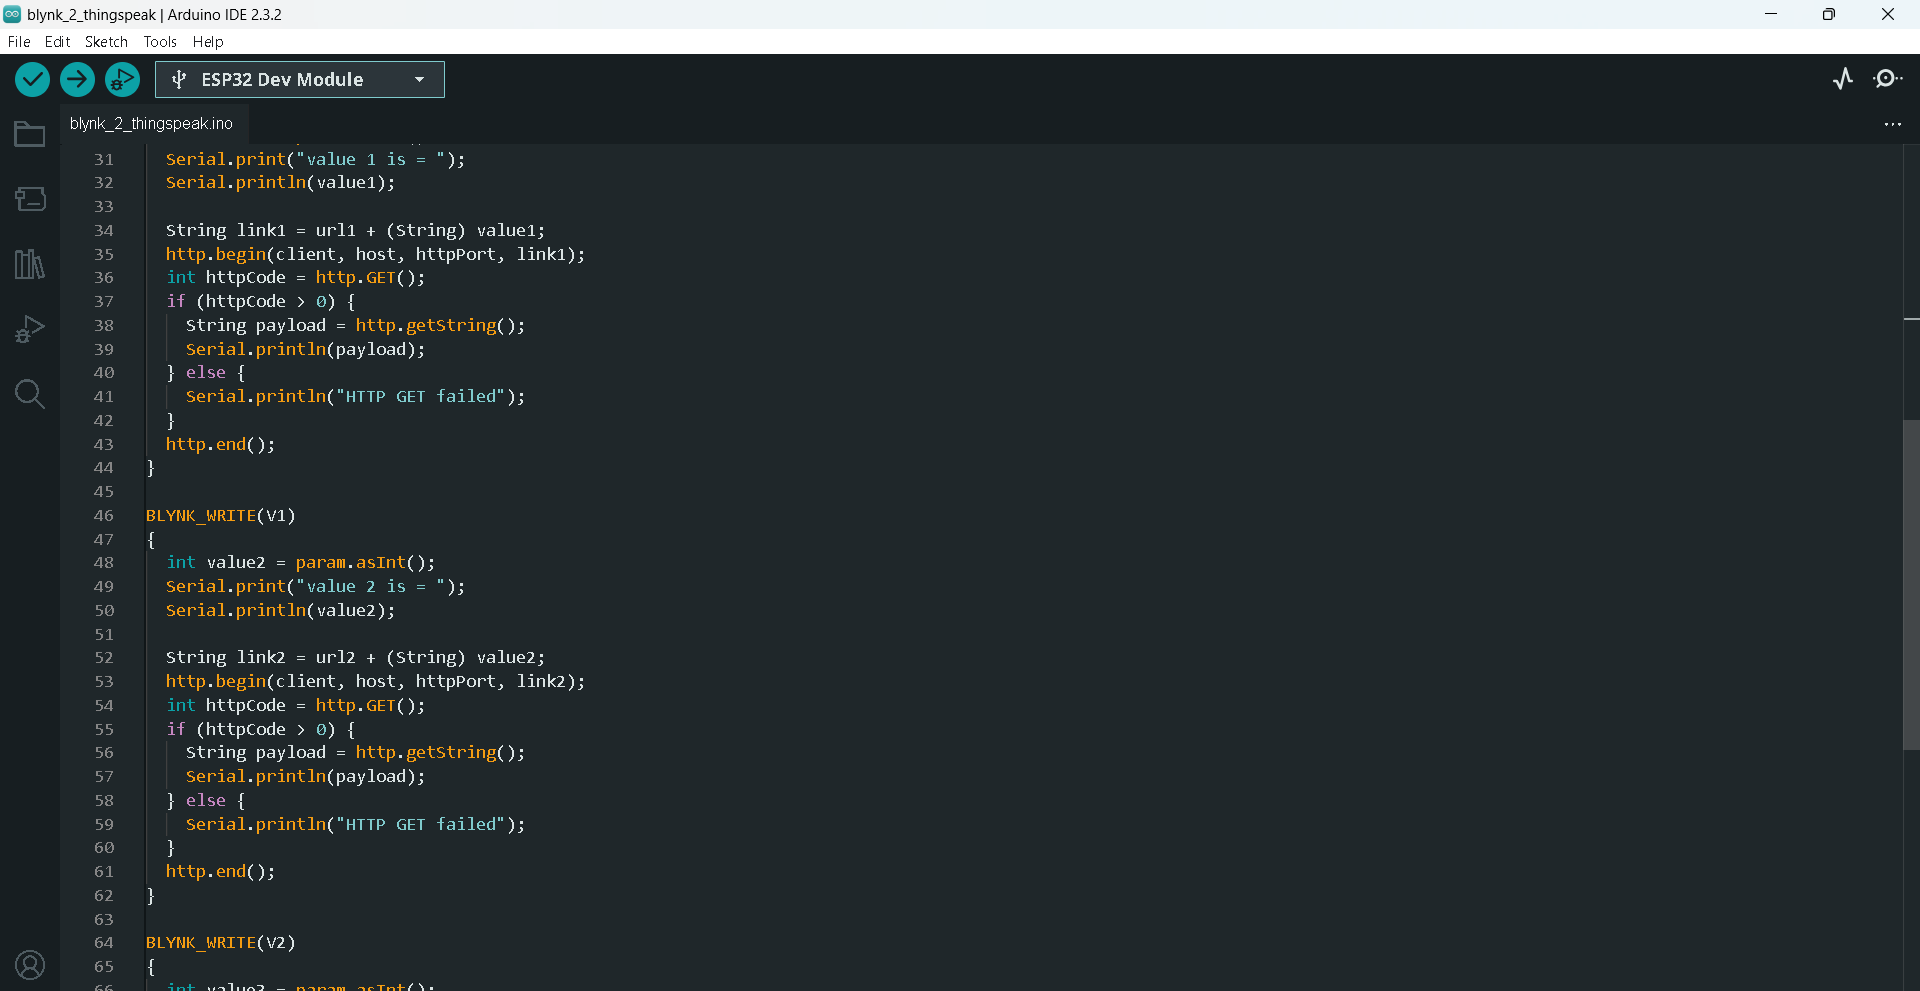 blynk_2_thingspeak | Arduino IDE 2.3.2
File Edit Sketch Tools Help
ESP32 Dev Module
blynk_2_thingspeak.ino
31 Serial.print("value 1 is = ");
32 Serial.println(value1);
33
34 String link1 = url1 + (String) value1;
35 http.begin(client, host, httpPort, link1);
36 int httpCode = http.GET();
37 if (httpCode > 0) {
38 String payload = http.getString();
39 Serial.println(payload);
40 } else {
41 Serial.println("HTTP GET failed");
42 }
43 http.end();
44 }
45
46 BLYNK_WRITE(V1)
47 {
48 int value2 = param.asInt();
49 Serial.print("value 2 is = ");
50 Serial.println(value2);
51
52 String link2 = url2 + (String) value2;
53 http.begin(client, host, httpPort, link2);
54 int httpCode = http.GET();
55 if (httpCode > 0) {
56 String payload = http.getString();
57 Serial.println(payload);
58 } else {
59 Serial.println("HTTP GET failed");
60 }
61 http.end();
62 }
63
64 BLYNK_WRITE(V2)
65 {
66 int value3 = param.asInt();